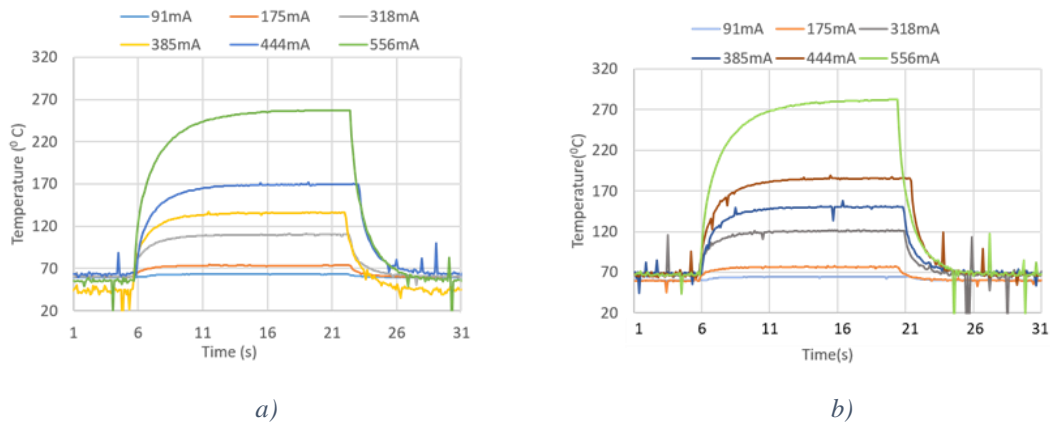 91mA 175mA 318mA
385mA 444mA 556mA
320
270
220
170
120
70
20
Temperature (⁰ C)
1 6 11 16 21 26 31
Time (s)
a)
91mA 175mA 318mA
385mA 444mA 556mA
320
270
220
170
120
70
20
Temperature(⁰C)
1 6 11 16 21 26 31
Time(s)
b)